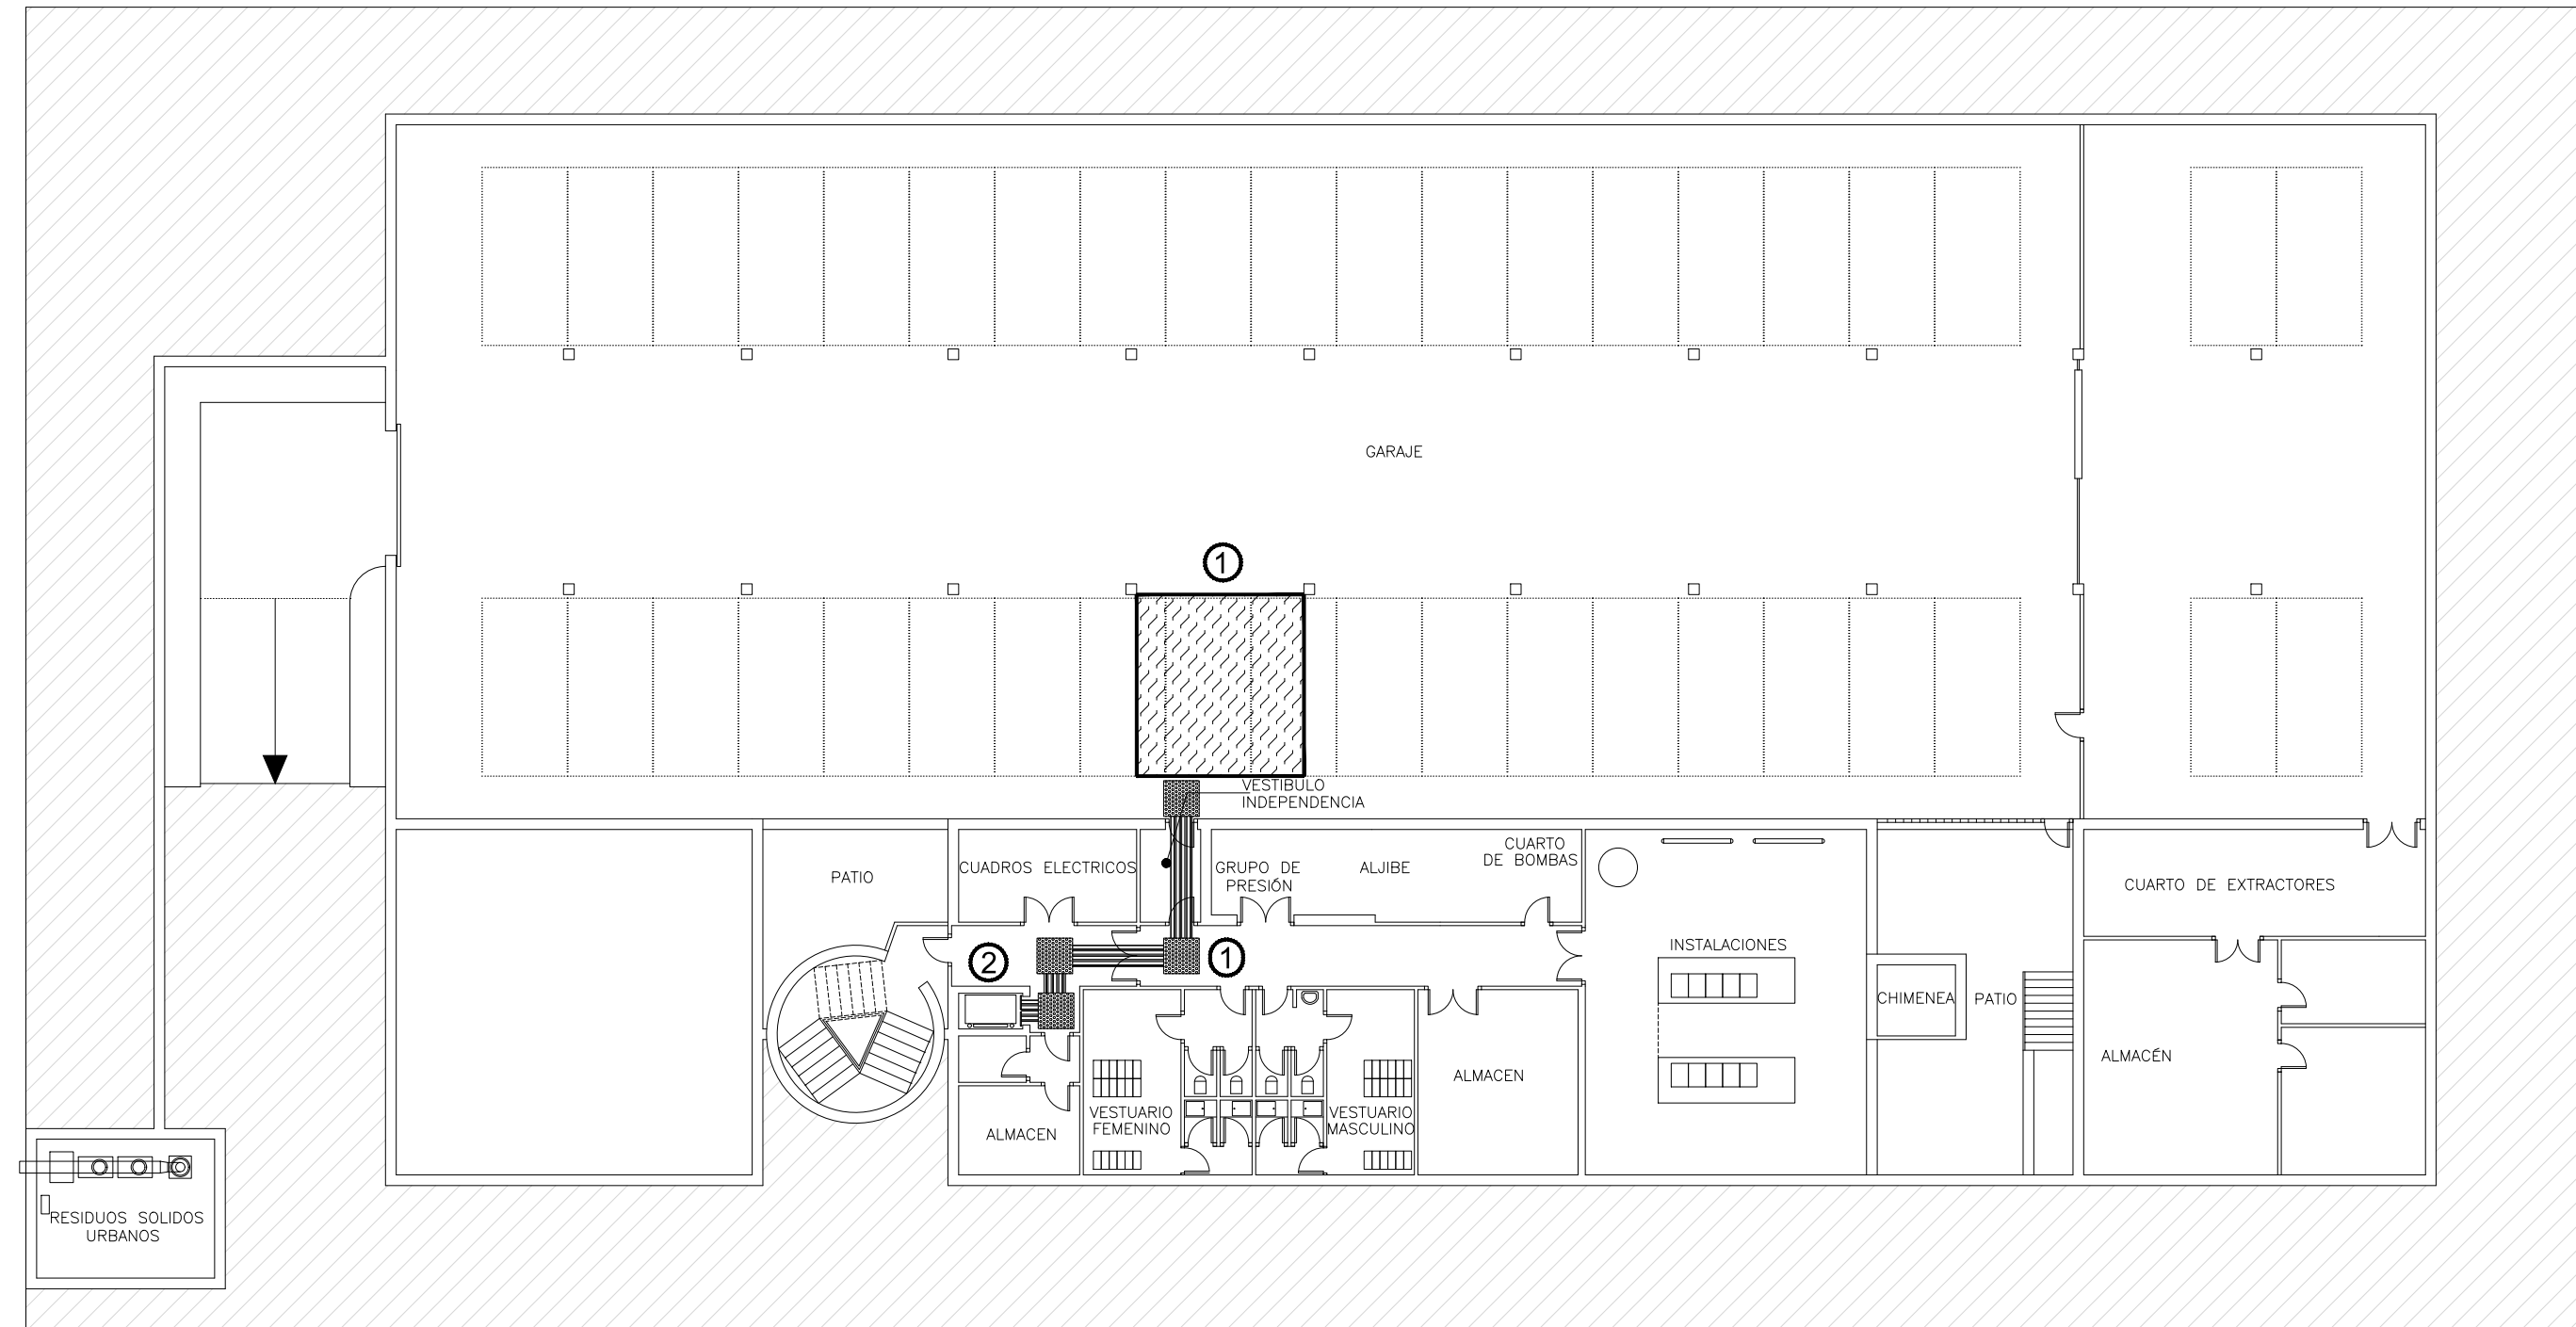 GARAJE
1
VESTIBULO
INDEPENDENCIA
PATIO
CUADROS ELECTRICOS
GRUPO DE
PRESIÓN
ALJIBE
CUARTO
DE BOMBAS
CUARTO DE EXTRACTORES
2
1
INSTALACIONES
CHIMENEA
PATIO
ALMACÉN
ALMACEN
VESTUARIO
FEMENINO
VESTUARIO
MASCULINO
ALMACEN
RESIDUOS SOLIDOS
URBANOS